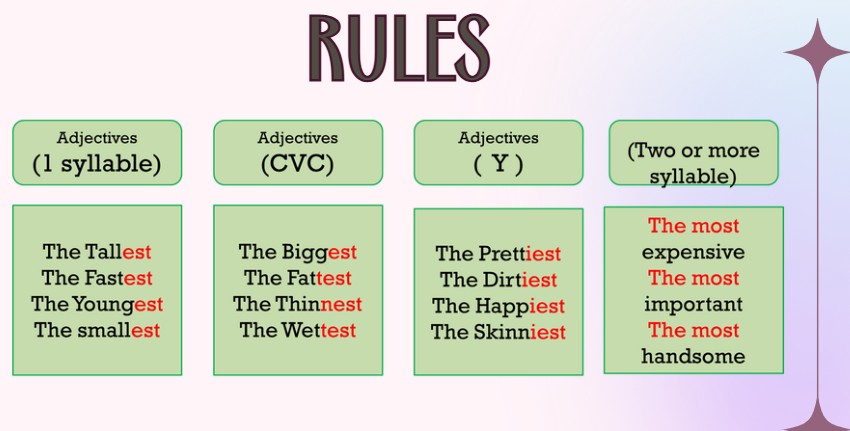 RULES
Adjectives
(1 syllable)
Adjectives
(CVC)
Adjectives
( Y )
(Two or more
syllable)
The Tallest
The Fastest
The Youngest
The smallest
The Biggest
The Fattest
The Thinnest
The Wettest
The Prettiest
The Dirtiest
The Happiest
The Skinniest
The most
expensive
The most
important
The most
handsome